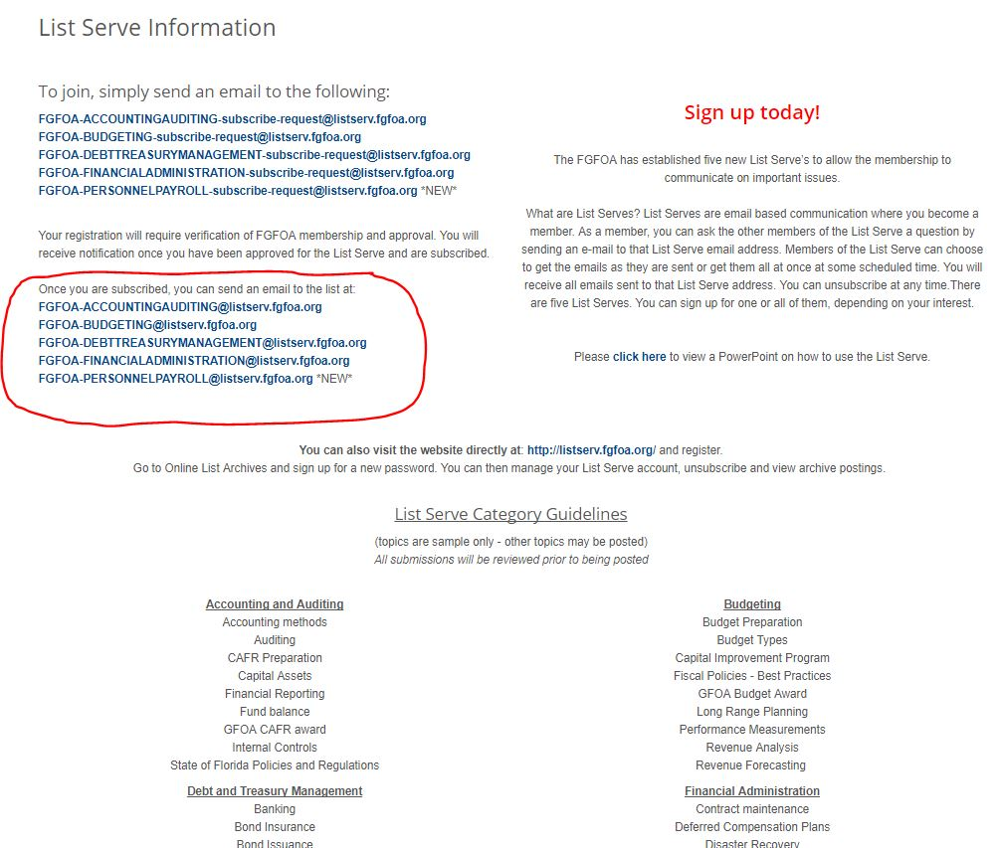 List Serve Information
To join, simply send an email to the following:
FGFOA-ACCOUNTINGAUDITING-subscribe-request@listserv.fgfoa.org
FGFOA-BUDGETING-subscribe-request@listserv.fgfoa.org
FGFOA-DEBTTREASURYMANAGEMENT-subscribe-request@listserv.fgfoa.org
FGFOA-FINANCIALADMINISTRATION-subscribe-request@listserv.fgfoa.org
FGFOA-PERSONNELPAYROLL-subscribe-request@listserv.fgfoa.org *NEW*
Your registration will require verification of FGFOA membership and approval. You will
receive notification once you have been approved for the List Serve and are subscribed.
Once you are subscribed, you can send an email to the list at:
FGFOA-ACCOUNTINGAUDITING@listserv.fgfoa.org
FGFOA-BUDGETING@listserv.fgfoa.org
FGFOA-DEBTTREASURYMANAGEMENT@listserv.fgfoa.org
FGFOA-FINANCIALADMINISTRATION@listserv.fgfoa.org
FGFOA-PERSONNELPAYROLL@listserv.fgfoa.org *NEW*
Sign up today!
The FGFOA has established five new List Serve's to allow the membership to
communicate on important issues.
What are List Serves? List Serves are email based communication where you become a
member. As a member, you can ask the other members of the List Serve a question by
sending an e-mail to that List Serve email address. Members of the List Serve can choose
to get the emails as they are sent or get them all at once at some scheduled time. You will
receive all emails sent to that List Serve address. You can unsubscribe at any time.There
are five List Serves. You can sign up for one or all of them, depending on your interest.
Please click here to view a PowerPoint on how to use the List Serve.
You can also visit the website directly at: http://listserv.fgfoa.org/ and register.
Go to Online List Archives and sign up for a new password. You can then manage your List Serve account, unsubscribe and view archive postings.
List Serve Category Guidelines
(topics are sample only - other topics may be posted)
All submissions will be reviewed prior to being posted
Accounting and Auditing
Accounting methods
Auditing
CAFR Preparation
Capital Assets
Financial Reporting
Fund balance
GFOA CAFR award
Internal Controls
State of Florida Policies and Regulations
Budgeting
Budget Preparation
Budget Types
Capital Improvement Program
Fiscal Policies - Best Practices
GFOA Budget Award
Long Range Planning
Performance Measurements
Revenue Analysis
Revenue Forecasting
Debt and Treasury Management
Banking
Bond Insurance
Bond Issuance
Financial Administration
Contract maintenance
Deferred Compensation Plans
Disaster Recovery